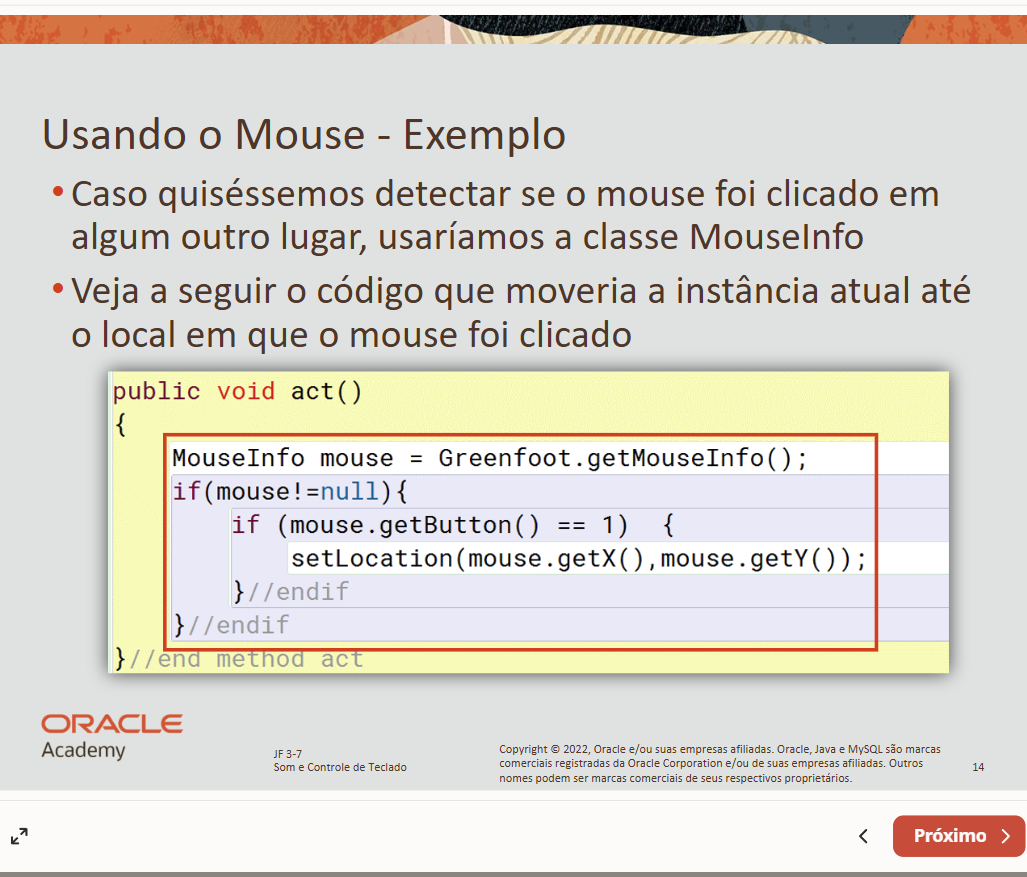 Usando o Mouse - Exemplo
• Caso quiséssemos detectar se o mouse foi clicado em
algum outro lugar, usaríamos a classe MouseInfo
• Veja a seguir o código que moveria a instância atual até
o local em que o mouse foi clicado
public void act()
{
MouseInfo mouse = Greenfoot.getMouseInfo();
if(mouse!=null){
if (mouse.getButton() == 1) {
setLocation(mouse.getX(),mouse.getY());
}//endif
}//endif
}//end method act
ORACLE
Academy
JF 3-7
Som e Controle de Teclado
Copyright © 2022, Oracle e/ou suas empresas afiliadas. Oracle, Java e MySQL são marcas
comerciais registradas da Oracle Corporation e/ou de suas empresas afiliadas. Outros
nomes podem ser marcas comerciais de seus respectivos proprietários.
14
Próximo